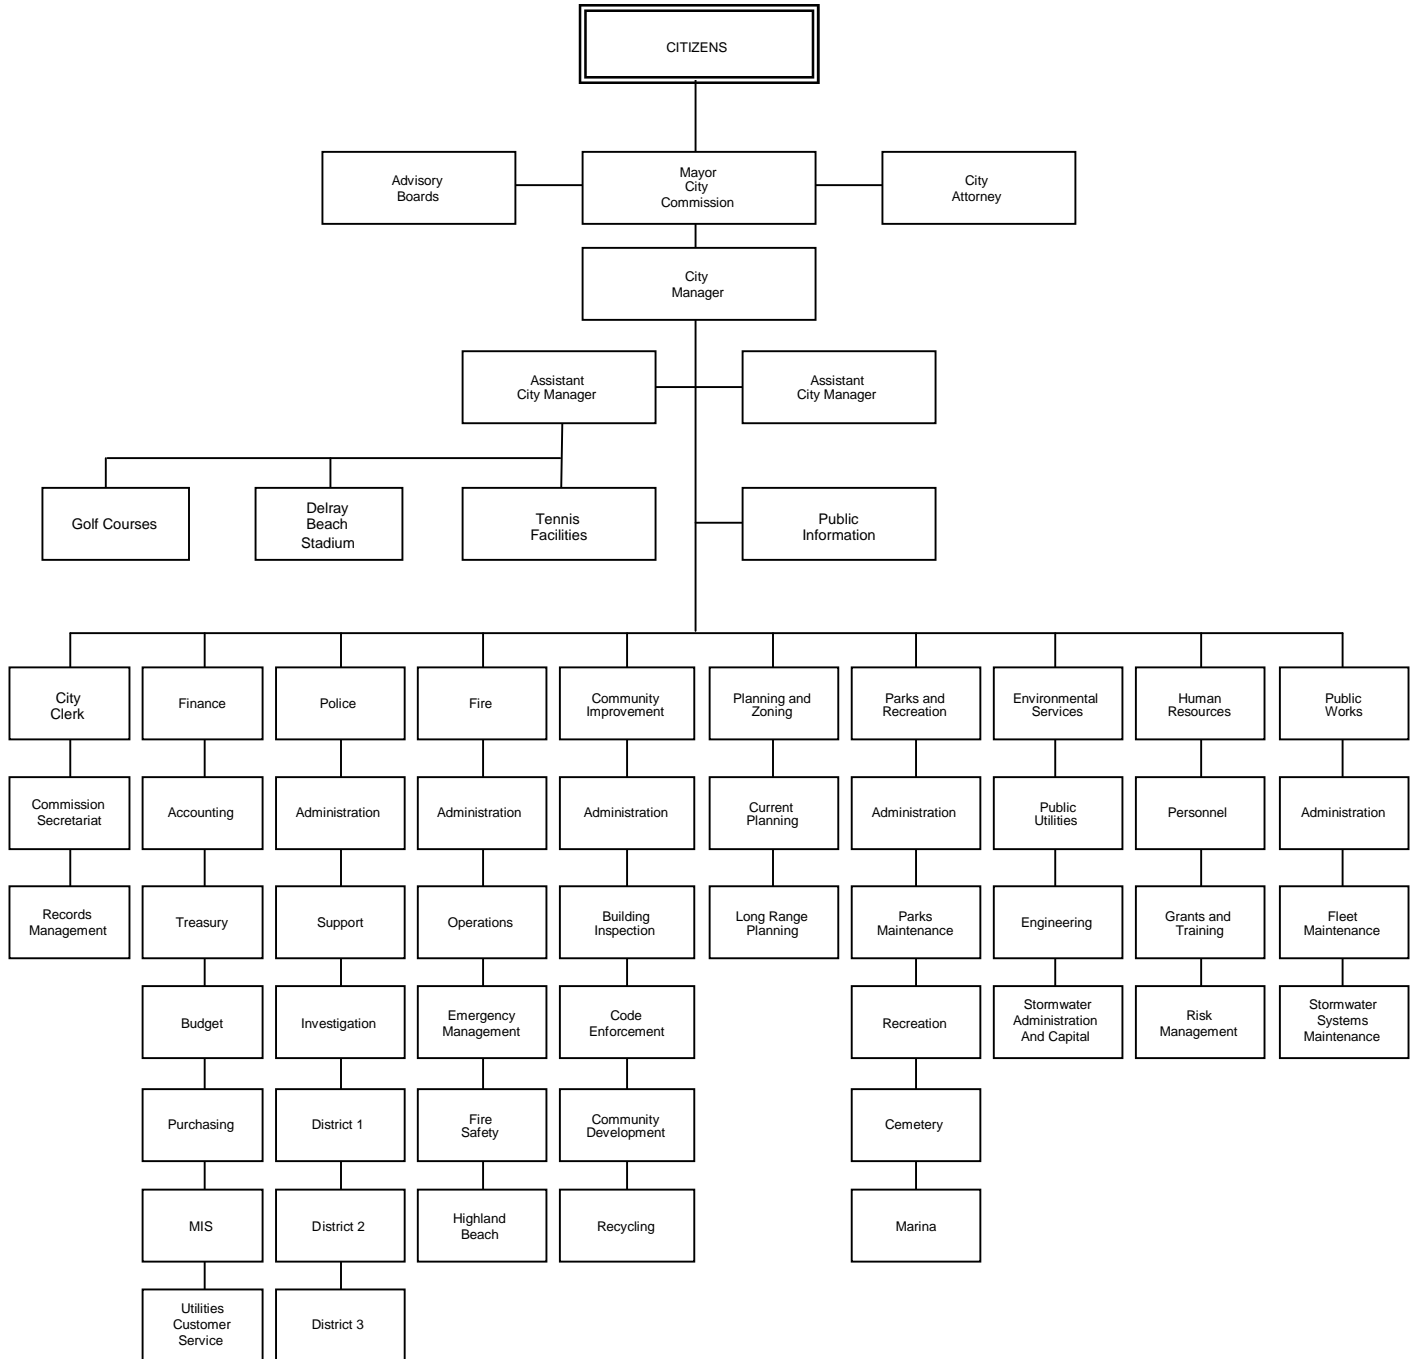 CITIZENS
Advisory
Boards
Mayor
City
Commission
City
Attorney
City
Manager
Assistant
City Manager
Assistant
City Manager
Golf Courses
Delray
Beach
Stadium
Tennis
Facilities
Public
Information
City
Clerk
Finance
Police
Fire
Community
Improvement
Planning and
Zoning
Parks and
Recreation
Environmental
Services
Human
Resources
Public
Works
Commission
Secretariat
Accounting
Administration
Administration
Administration
Current
Planning
Administration
Public
Utilities
Personnel
Administration
Records
Management
Treasury
Support
Operations
Building
Inspection
Long Range
Planning
Parks
Maintenance
Engineering
Grants and
Training
Fleet
Maintenance
Budget
Investigation
Emergency
Management
Code
Enforcement
Recreation
Stormwater
Administration
And Capital
Risk
Management
Stormwater
Systems
Maintenance
Purchasing
District 1
Fire
Safety
Community
Development
Cemetery
MIS
District 2
Highland
Beach
Recycling
Marina
Utilities
Customer
Service
District 3